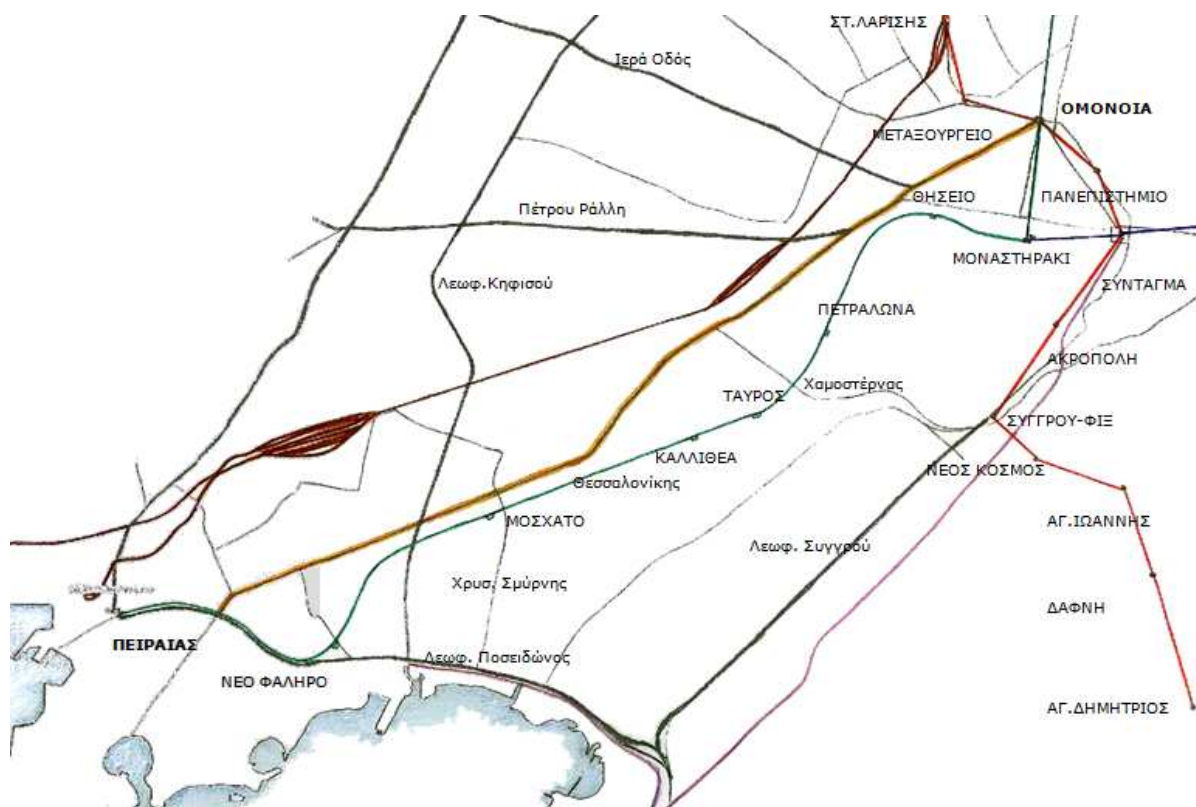 ΣΤ.ΛΑΡΙΣΗΣ
Ιερά Οδός
ΟΜΟΝΟΙΑ
ΜΕΤΑΞΟΥΡΓΕΙΟ
ΘΗΣΕΙΟ
ΠΑΝΕΠΙΣΤΗΜΙΟ
Πέτρου Ράλλη
ΜΟΝΑΣΤΗΡΑΚΙ
Λεωφ.Κηφισού
ΣΥΝΤΑΓΜΑ
ΠΕΤΡΑΛΩΝΑ
ΑΚΡΟΠΟΛΗ
Χαμοστέρνας
ΤΑΥΡΟΣ
ΣΥΓΓΡΟΥ-ΦΙΞ
ΚΑΛΛΙΘΕΑ
ΝΕΟΣ ΚΟΣΜΟΣ
Θεσσαλονίκης
ΜΟΣΧΑΤΟ
ΑΓ.ΙΩΑΝΝΗΣ
Λεωφ. Συγγρού
Χρυσ. Σμύρνης
ΔΑΦΝΗ
ΠΕΙΡΑΙΑΣ
Λεωφ. Ποσειδώνος
ΝΕΟ ΦΑΛΗΡΟ
ΑΓ.ΔΗΜΗΤΡΙΟΣ